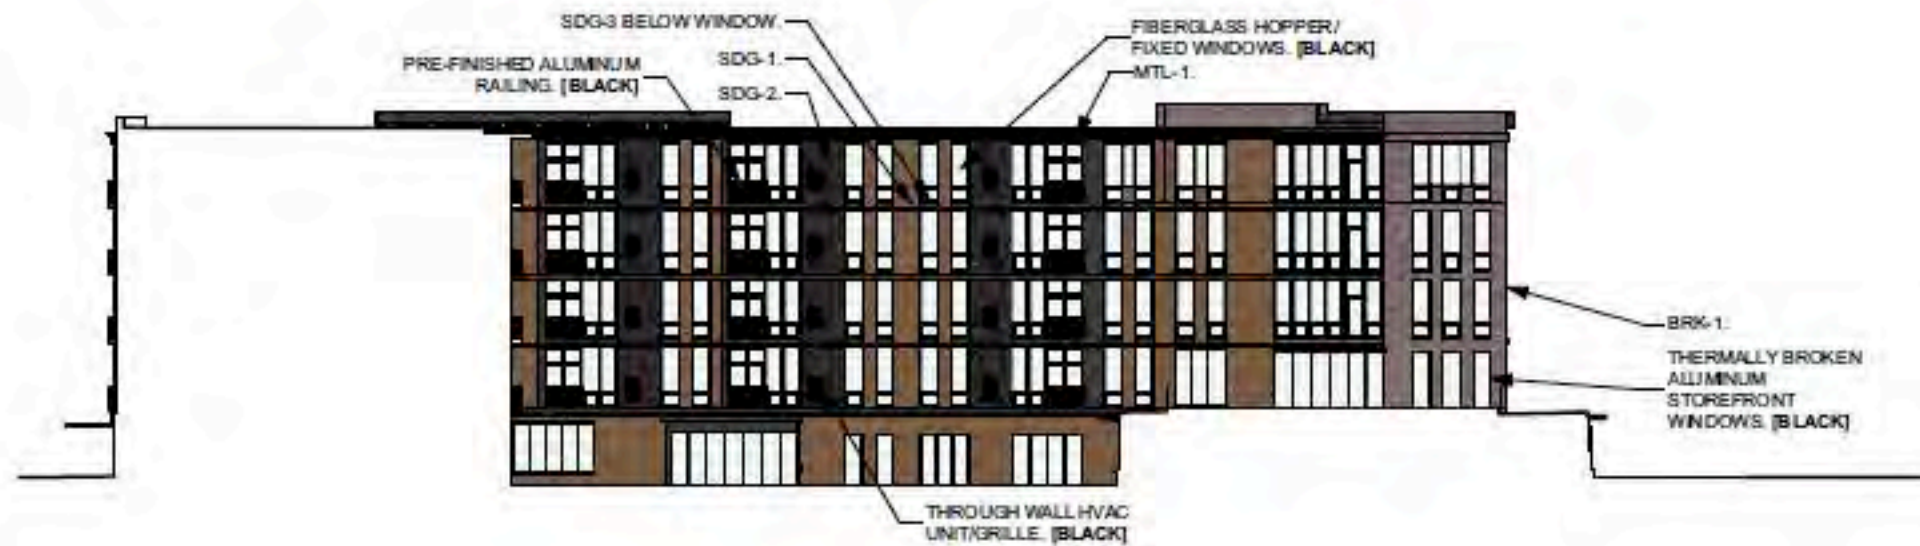 SDG-3 BELOW WINDOW.
SDG-1.
SDG-2.
PRE-FINISHED ALUMINUM
RAILING. [BLACK]
FIBERGLASS HOPPER/
FIXED WINDOWS. [BLACK]
MTL-1.
BRK-1.
THERMALLY BROKEN
ALUMINUM
STOREFRONT
WINDOWS. [BLACK]
THROUGH WALL HVAC
UNIT/GRILLE. [BLACK]